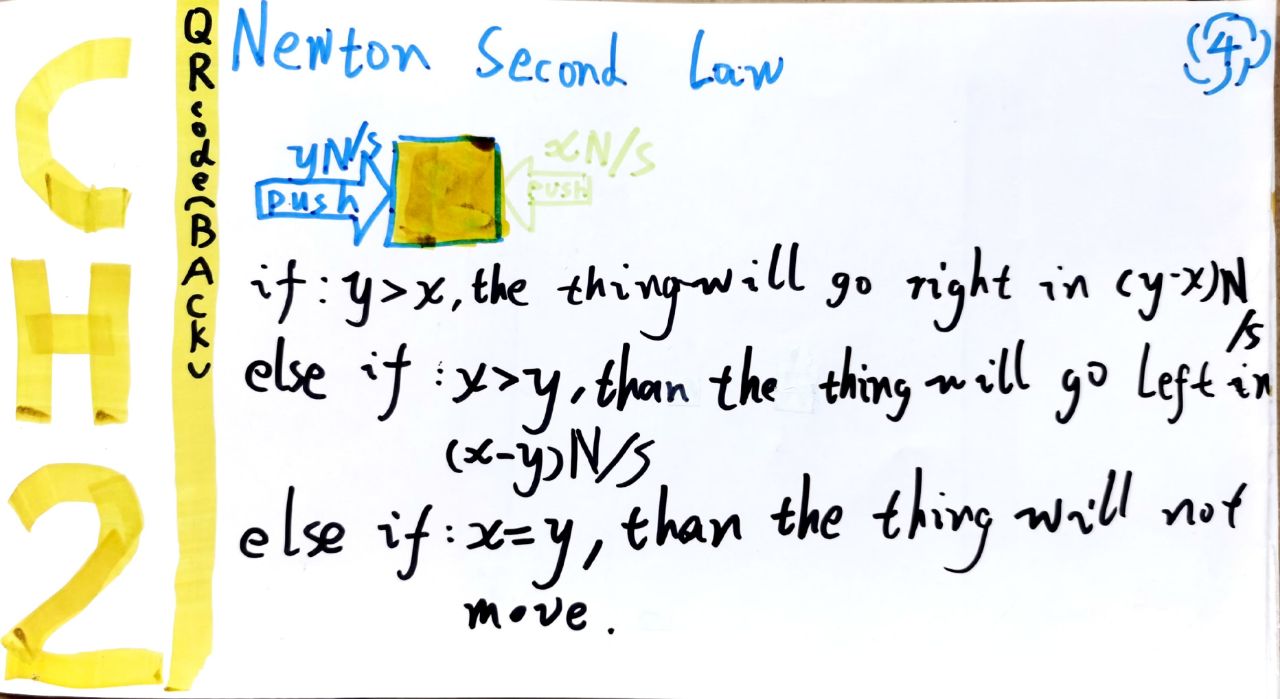 CH2
QRcode(BACK)
Newton Second Law
4
yN/s
xN/S
push
PUSH
if:y>x,the thing will go right in (y-x)N
/s
else if :x>y,than the thing will go left in
(x-y)N/s
else if:x=y,than the thing will not
move.